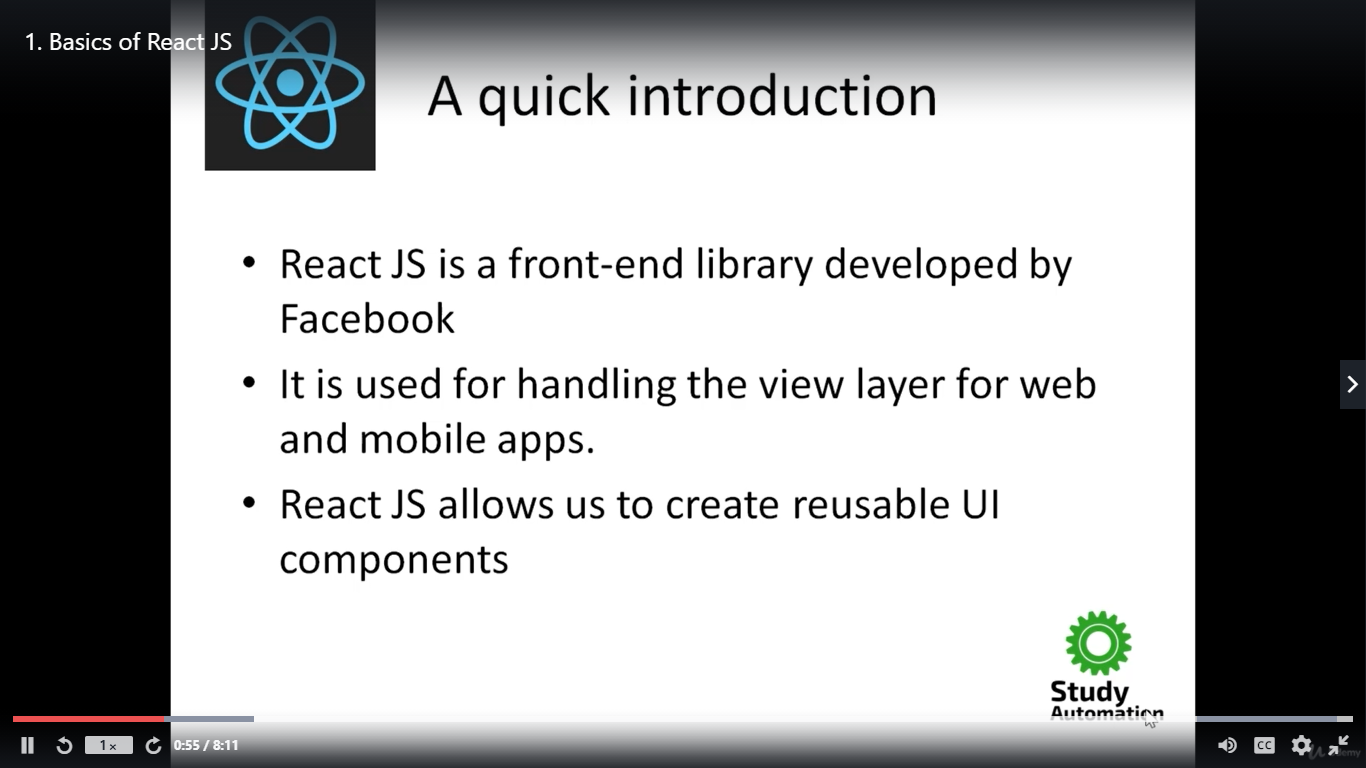 1. Basics of React JS
A quick introduction
• React JS is a front-end library developed by
Facebook
• It is used for handling the view layer for web
and mobile apps.
• React JS allows us to create reusable UI
components
Study
Automation
1x
0:55 / 8:11
CC